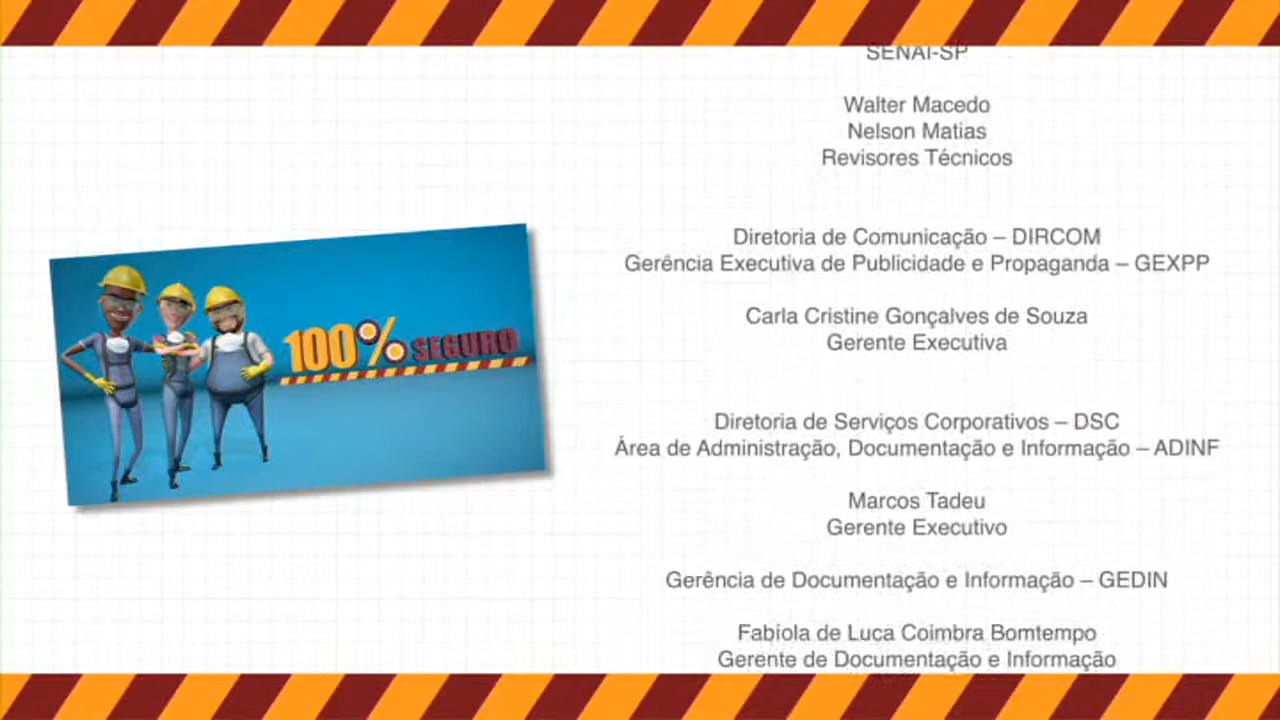 SENAI-SP
Walter Macedo
Nelson Matias
Revisores Técnicos
Diretoria de Comunicação – DIRCOM
Gerência Executiva de Publicidade e Propaganda – GEXPP
Carla Cristine Gonçalves de Souza
Gerente Executiva
Diretoria de Serviços Corporativos – DSC
Área de Administração, Documentação e Informação – ADINF
Marcos Tadeu
Gerente Executivo
Gerência de Documentação e Informação – GEDIN
Fabíola de Luca Coimbra Bomtempo
Gerente de Documentação e Informação
100% SEGURO